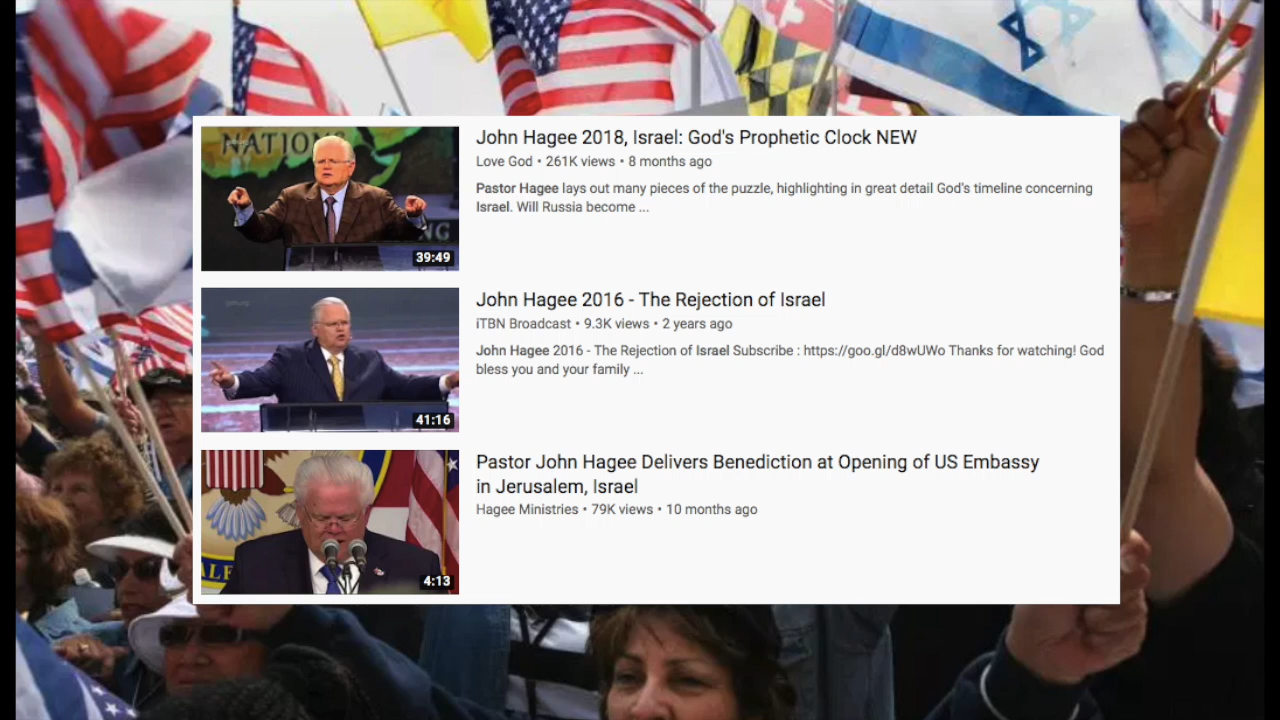 John Hagee 2018, Israel: God's Prophetic Clock NEW
Love God • 261K views • 8 months ago
Pastor Hagee lays out many pieces of the puzzle, highlighting in great detail God's timeline concerning
Israel. Will Russia become ...
NATIONS
NG
39:49
John Hagee 2016 - The Rejection of Israel
iTBN Broadcast • 9.3K views • 2 years ago
John Hagee 2016 - The Rejection of Israel Subscribe : https://goo.gl/d8wUWo Thanks for watching! God
bless you and your family ...
41:16
Pastor John Hagee Delivers Benediction at Opening of US Embassy
in Jerusalem, Israel
Hagee Ministries • 79K views • 10 months ago
ALE
4:13